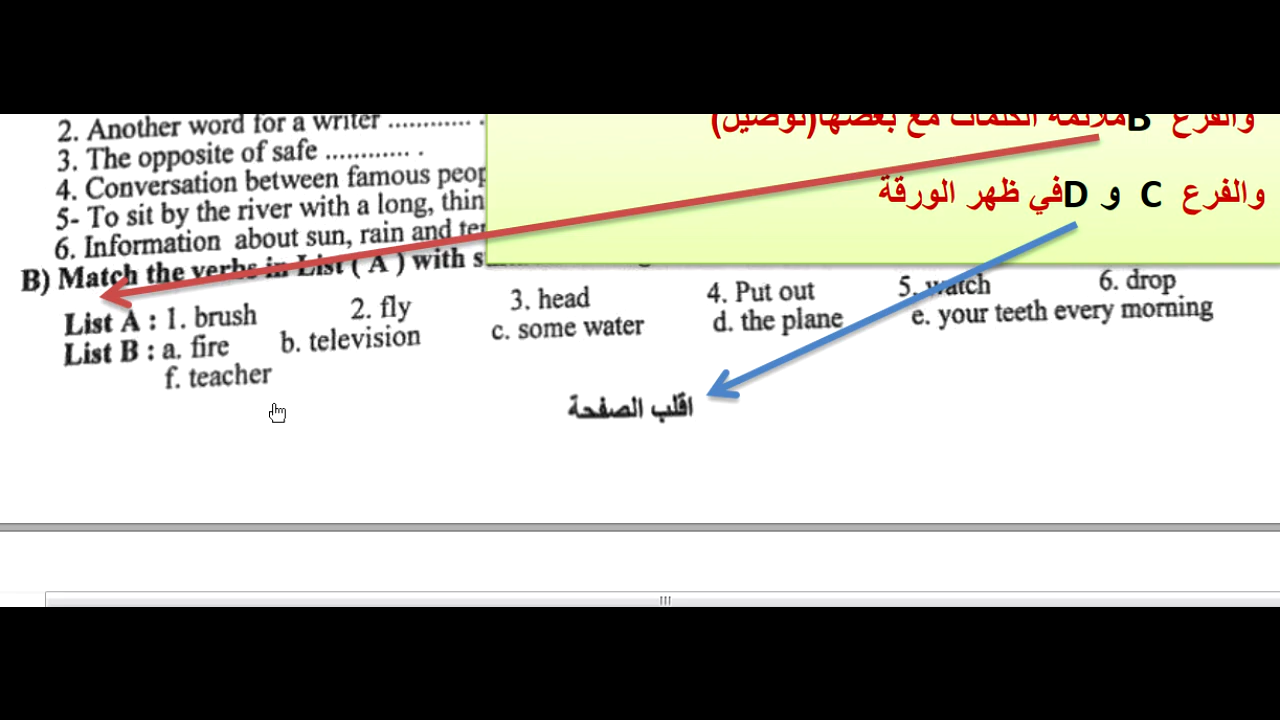 2. Another word for a writer ............ .
3. The opposite of safe ............ .
4. Conversation between famous
5- To sit by the river with a long,
6. Information about sun, rain and
B) Match the verbs in List ( A ) with
List A : 1. brush 2. fly 3. head 4. Put out 5. watch 6. drop
List B : a. fire b. television c. some water d. the plane e. your teeth every morning
f. teacher
اقلب الصفحة
والفرع B ملائمة الكلمات مع بعضها(توصيل)
والفرع C و D في ظهر الورقة